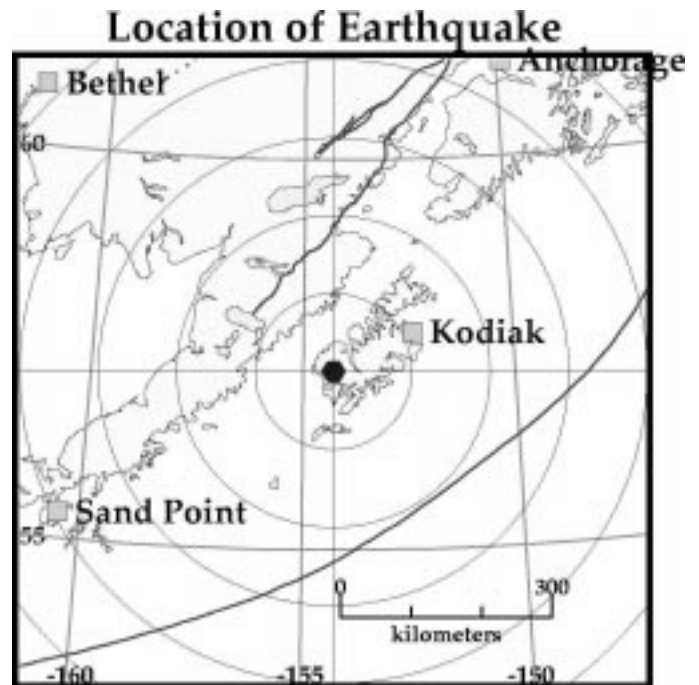 Location of Earthquake
Anchorage
Bethel
60
Kodiak
Sand Point
55
0 300
kilometers
-160 -155 -150